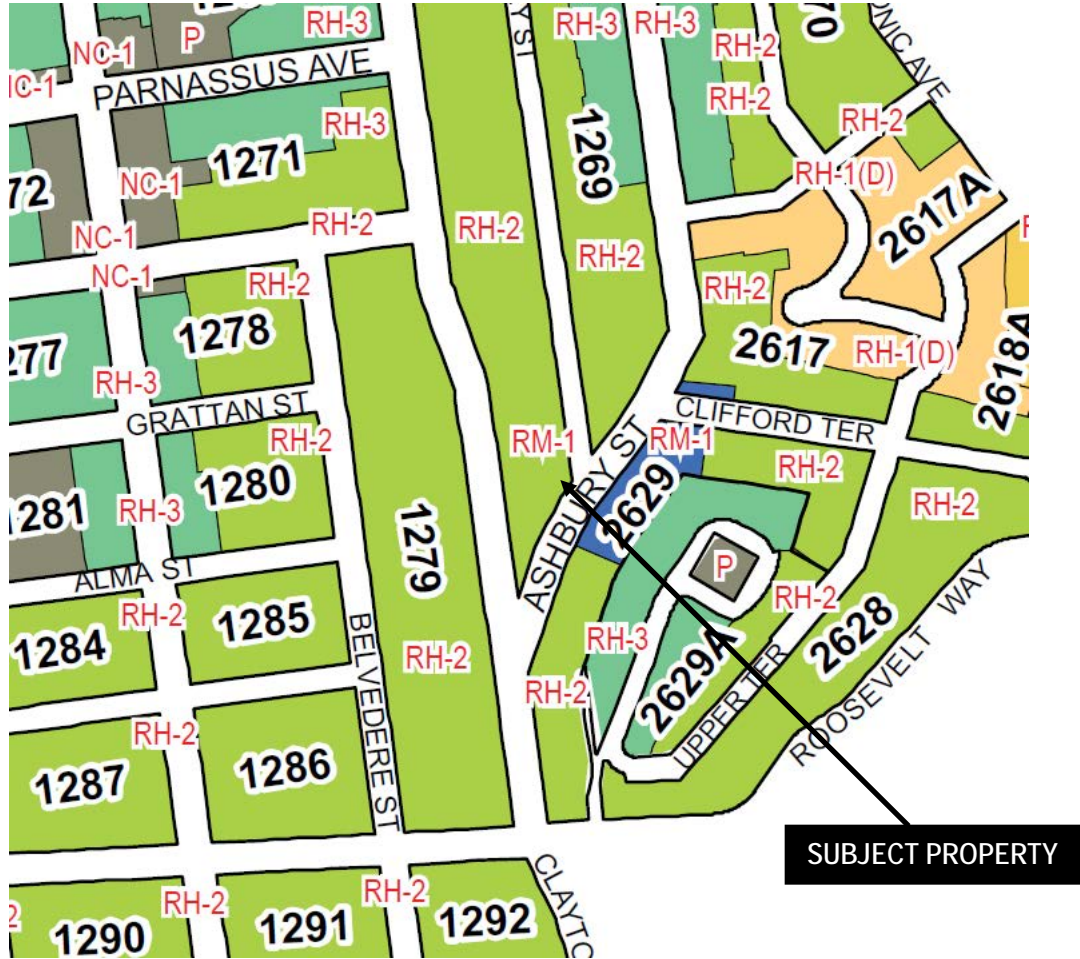 RH-3
RH-3
RH-3
NC-1
P
RH-2
PARNASSUS AVE
NC-1
RH-2
RH-3
RH-2
1271
1269
72
NC-1
RH-1(D)
2617A
NC-1
RH-2
RH-2
RH-2
NC-1
RH-2
RH-2
1278
2617
RH-1(D)
277
2618A
RH-3
GRATTAN ST
CLIFFORD TER
RH-2
RM-1
RM-1
RH-2
1280
2629
RH-2
1281
RH-3
1279
ASHBURY ST
ALMA ST
P
RH-2
RH-2
1285
BELVEDERE ST
RH-3
2628
ROOSEVELT WAY
1284
RH-2
2629A
UPPER TER
RH-2
RH-2
1287
1286
SUBJECT PROPERTY
RH-2
RH-2
CLAYTO
1290
1291
1292